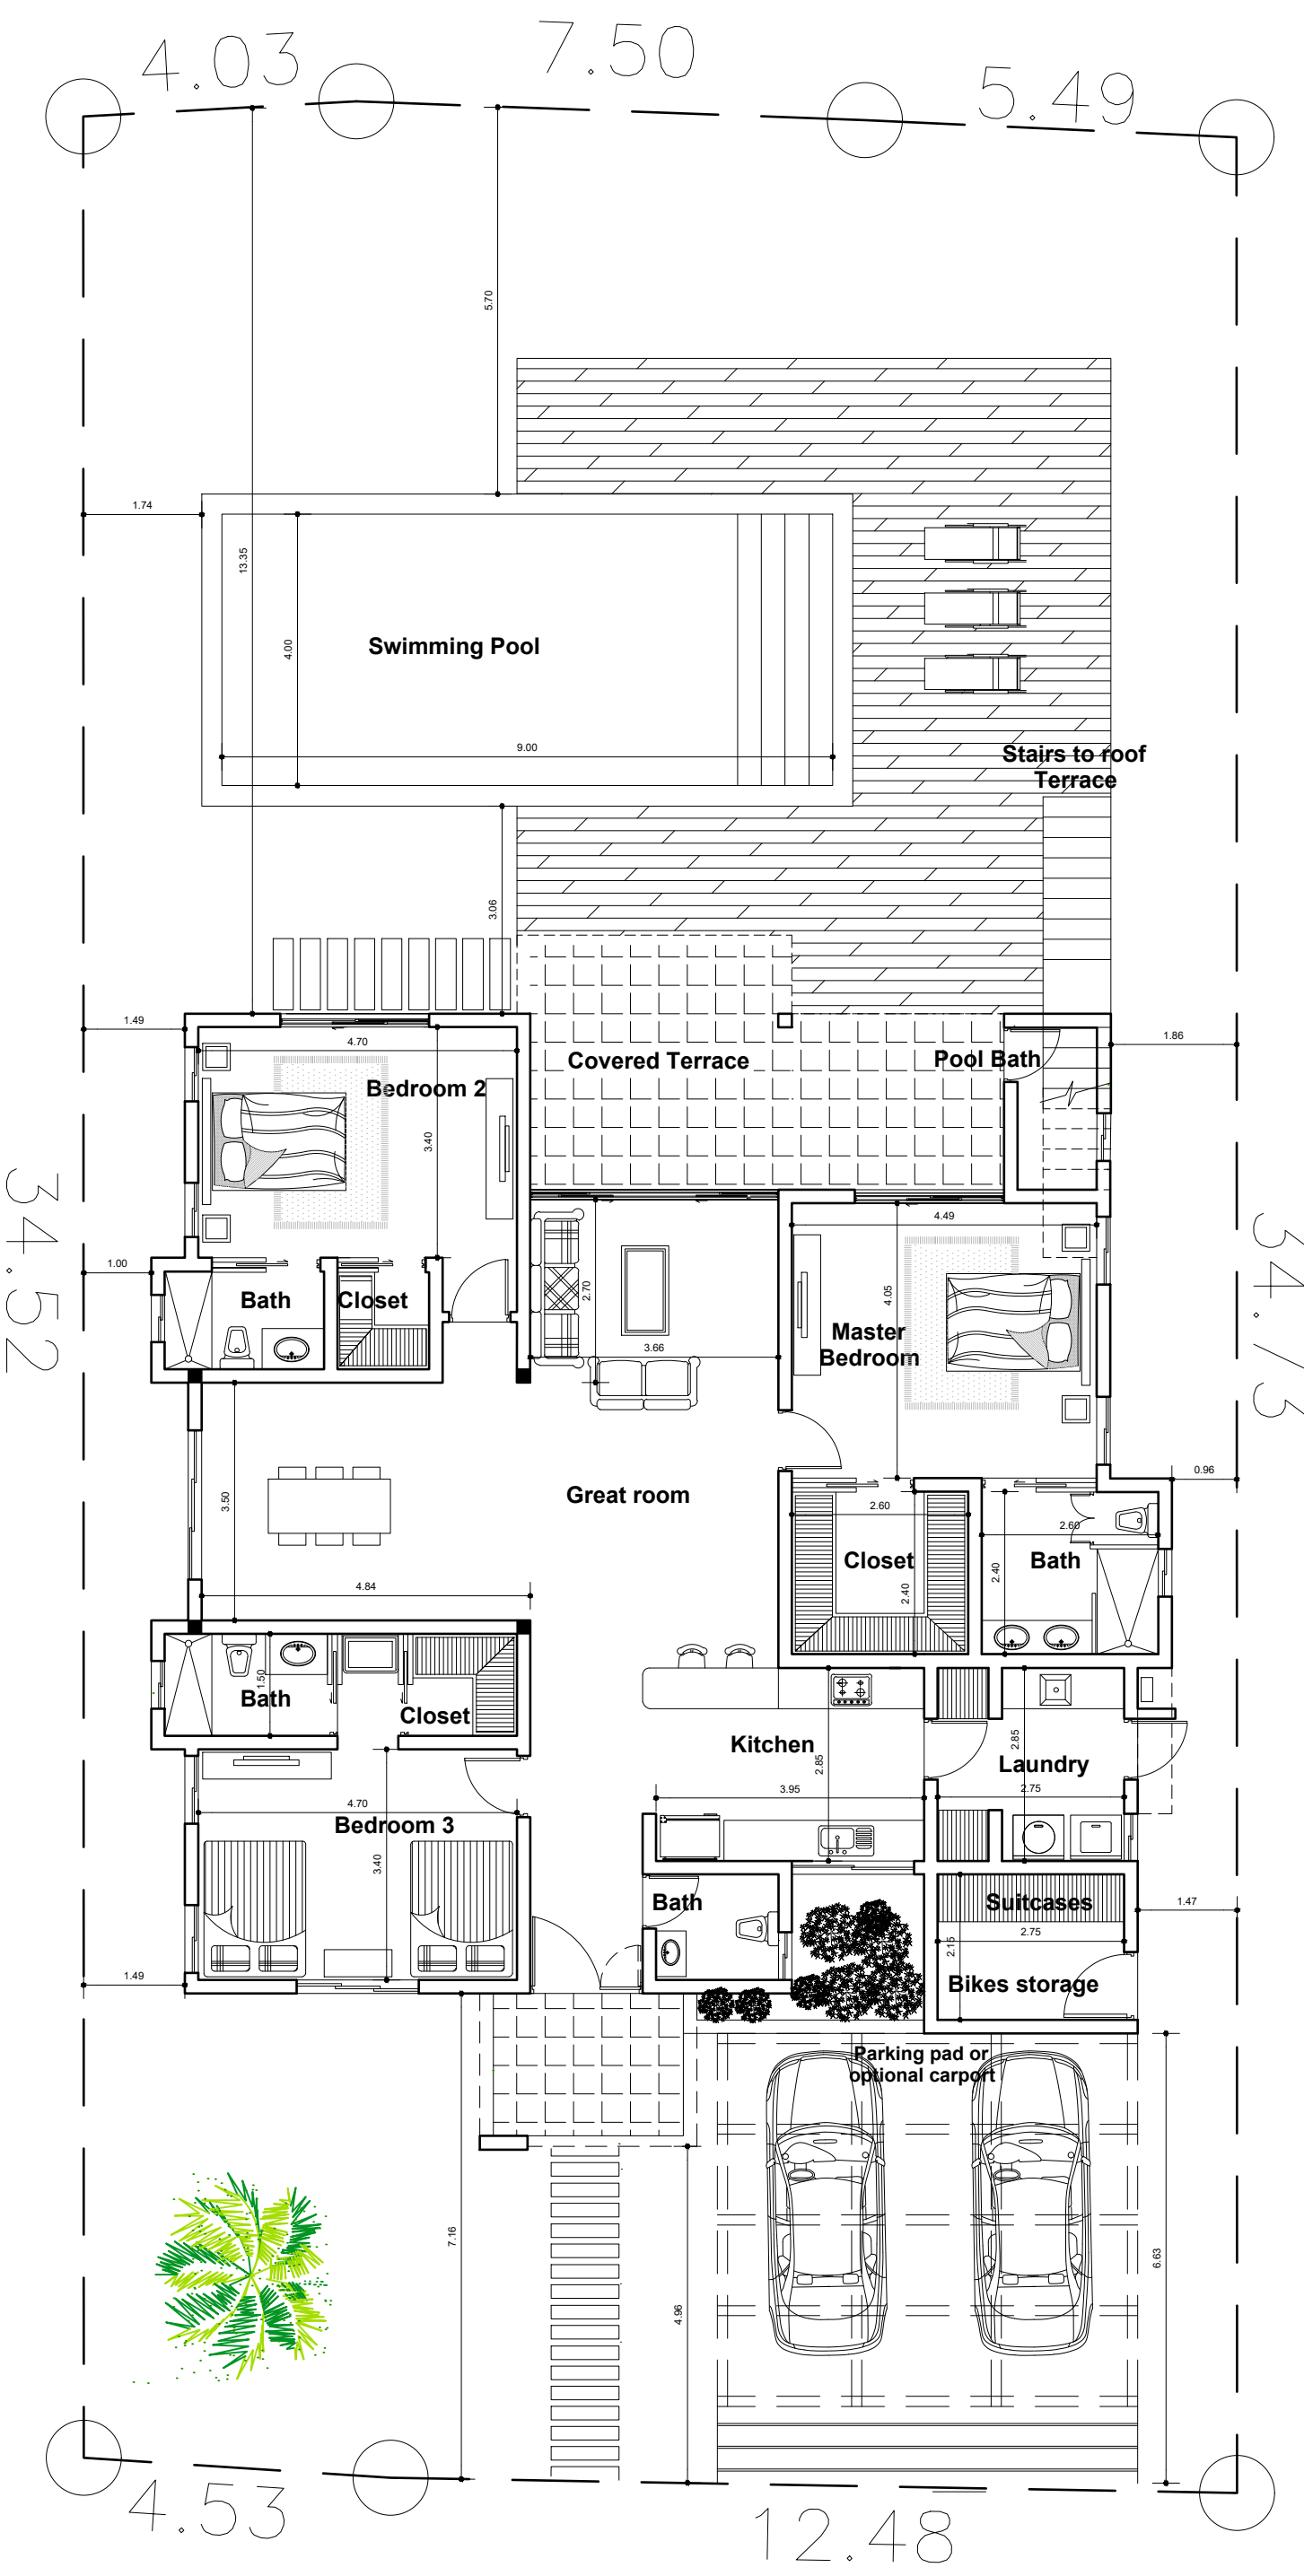 4.03
7.50
5.49
5.70
1.74
13.35
4.00
Swimming Pool
9.00
Stairs to roof
Terrace
3.06
1.49
4.70
Covered Terrace
Pool Bath
1.86
Bedroom 2
3.40
34.52
34.73
4.49
1.00
2.70
4.05
Bath
Closet
Master
Bedroom
3.66
0.96
3.50
Great room
2.60
2.60
Closet
Bath
2.40
2.40
4.84
1.50
Bath
Closet
Kitchen
2.85
2.85
Laundry
3.95
2.75
4.70
Bedroom 3
3.40
Bath
Suitcases
1.47
2.75
2.15
1.49
Bikes storage
Parking pad or
optional carport
7.16
4.96
6.63
4.53
12.48